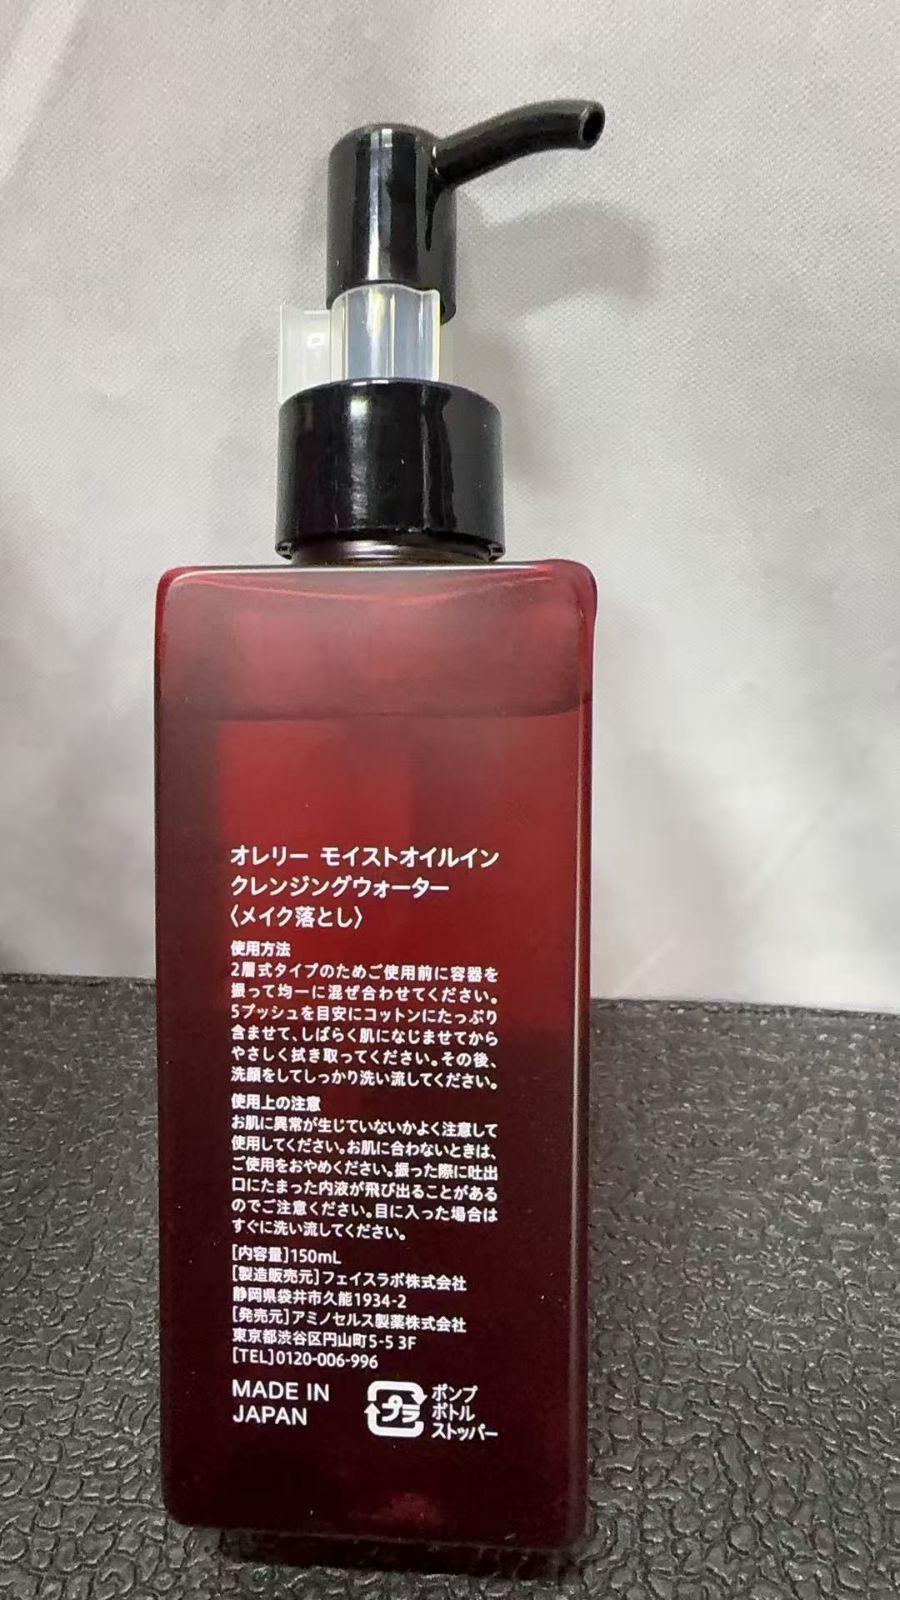 オレリー モイストオイルイン
クレンジングウォーター
〈メイク落とし〉
使用方法
2層式タイプのためご使用前に容器を
振って均一に混ぜ合わせてください。
5プッシュを目安にコットンにたっぷり
含ませて、しばらく肌になじませてから
やさしく拭き取ってください。その後、
洗顔をしてしっかり洗い流してください。
使用上の注意
お肌に異常が生じていないかよく注意して
使用してください。お肌に合わないときは、
ご使用をおやめください。振った際に吐出
口にたまった内液が飛び出ることがある
のでご注意ください。目に入った場合は
すぐに洗い流してください。
[内容量]150mL
[製造販売元]フェイスラボ株式会社
静岡県袋井市久能1934-2
[発売元]アミノセルス製薬株式会社
東京都渋谷区円山町5-5 3F
[TEL]0120-006-996
MADE IN
JAPAN
プラ
ポンプ
ボトル
ストッパー